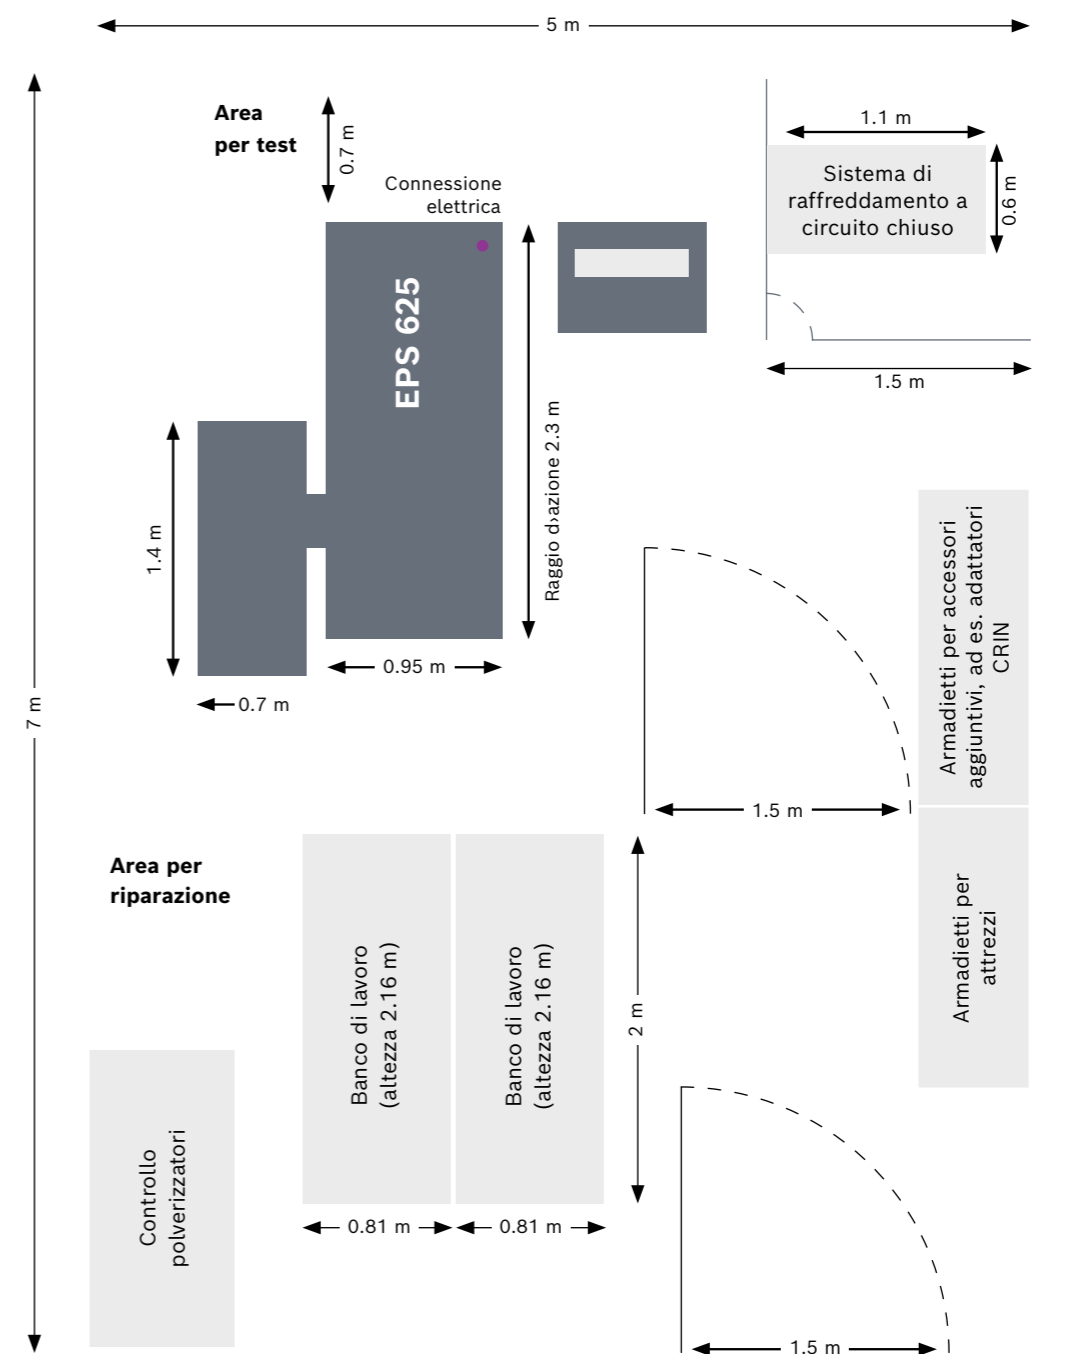 5 m
Area
per test
0.7 m
Connessione
elettrica
EPS 625
1.1 m
Sistema di
raffreddamento a
circuito chiuso
0.6 m
1.5 m
Raggio d›azione 2.3 m
1.4 m
0.95 m
0.7 m
7 m
Armadietti per accessori
aggiuntivi, ad es. adattatori
CRIN
1.5 m
Area per
riparazione
Banco di lavoro
(altezza 2.16 m)
Banco di lavoro
(altezza 2.16 m)
2 m
Armadietti per
attrezzi
Controllo
polverizzatori
0.81 m
0.81 m
1.5 m